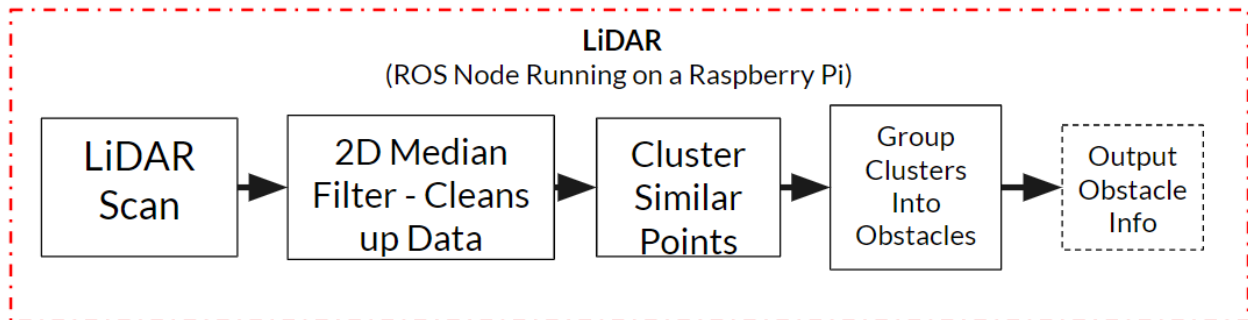 LiDAR
(ROS Node Running on a Raspberry Pi)
LiDAR
Scan
2D Median
Filter - Cleans
up Data
Cluster
Similar
Points
Group
Clusters
Into
Obstacles
Output
Obstacle
Info